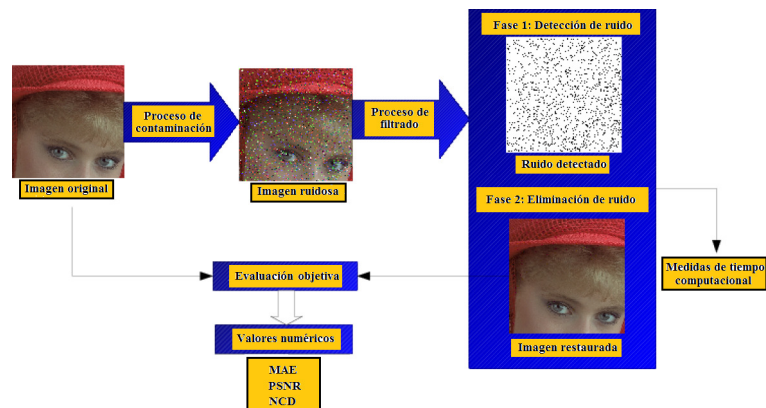 Imagen original
Proceso de
contaminación
Imagen ruidosa
Proceso de
filtrado
Fase 1: Detección de ruido
Ruido detectado
Fase 2: Eliminación de ruido
Imagen restaurada
Medidas de tiempo
computacional
Evaluación objetiva
Valores numéricos
MAE
PSNR
NCD